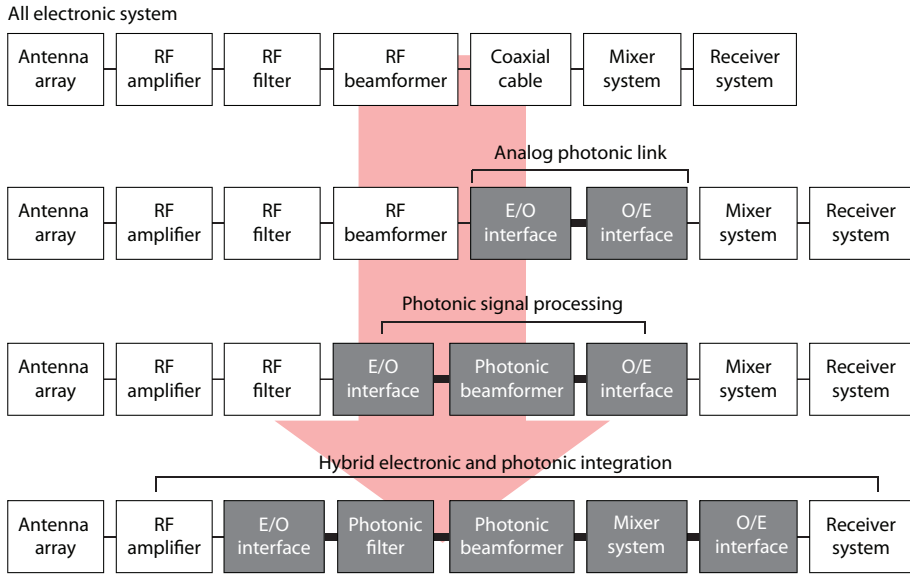 All electronic system
Antenna array
RF amplifier
RF filter
RF beamformer
Coaxial cable
Mixer system
Receiver system
Analog photonic link
Antenna array
RF amplifier
RF filter
RF beamformer
E/O interface
O/E interface
Mixer system
Receiver system
Photonic signal processing
Antenna array
RF amplifier
RF filter
E/O interface
Photonic beamformer
O/E interface
Mixer system
Receiver system
Hybrid electronic and photonic integration
Antenna array
RF amplifier
E/O interface
Photonic filter
Photonic beamformer
Mixer system
O/E interface
Receiver system